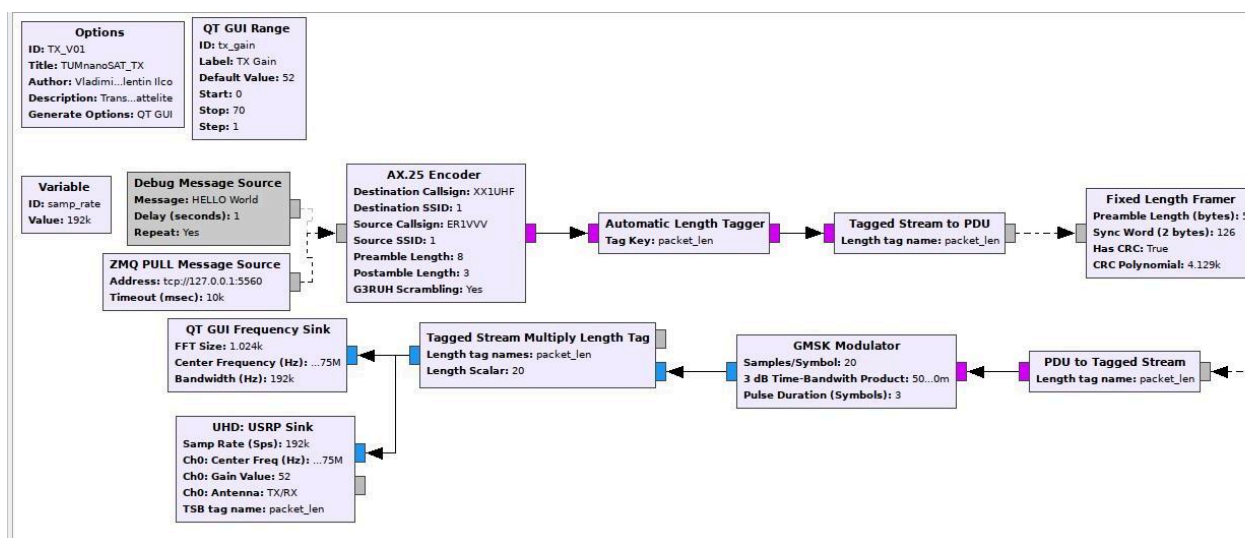 Options
ID: TX_V01
Title: TUMnanoSAT_TX
Author: Vladimi...lentin Ilco
Description: Trans...attelite
Generate Options: QT GUI
QT GUI Range
ID: tx_gain
Label: TX Gain
Default Value: 52
Start: 0
Stop: 70
Step: 1
Variable
ID: samp_rate
Value: 192k
Debug Message Source
Message: HELLO World
Delay (seconds): 1
Repeat: Yes
ZMQ PULL Message Source
Address: tcp://127.0.0.1:5560
Timeout (msec): 10k
AX.25 Encoder
Destination Callsign: XX1UHF
Destination SSID: 1
Source Callsign: ER1VVV
Source SSID: 1
Preamble Length: 8
Postamble Length: 3
G3RUH Scrambling: Yes
Automatic Length Tagger
Tag Key: packet_len
Tagged Stream to PDU
Length tag name: packet_len
Fixed Length Framer
Preamble Length (bytes):
Sync Word (2 bytes): 126
Has CRC: True
CRC Polynomial: 4.129k
QT GUI Frequency Sink
FFT Size: 1.024k
Center Frequency (Hz): ...75M
Bandwidth (Hz): 192k
Tagged Stream Multiply Length Tag
Length tag names: packet_len
Length Scalar: 20
GMSK Modulator
Samples/Symbol: 20
3 dB Time-Bandwith Product: 50...0m
Pulse Duration (Symbols): 3
PDU to Tagged Stream
Length tag name: packet_len
UHD: USRP Sink
Samp Rate (Sps): 192k
Ch0: Center Freq (Hz): ...75M
Ch0: Gain Value: 52
Ch0: Antenna: TX/RX
TSB tag name: packet_len